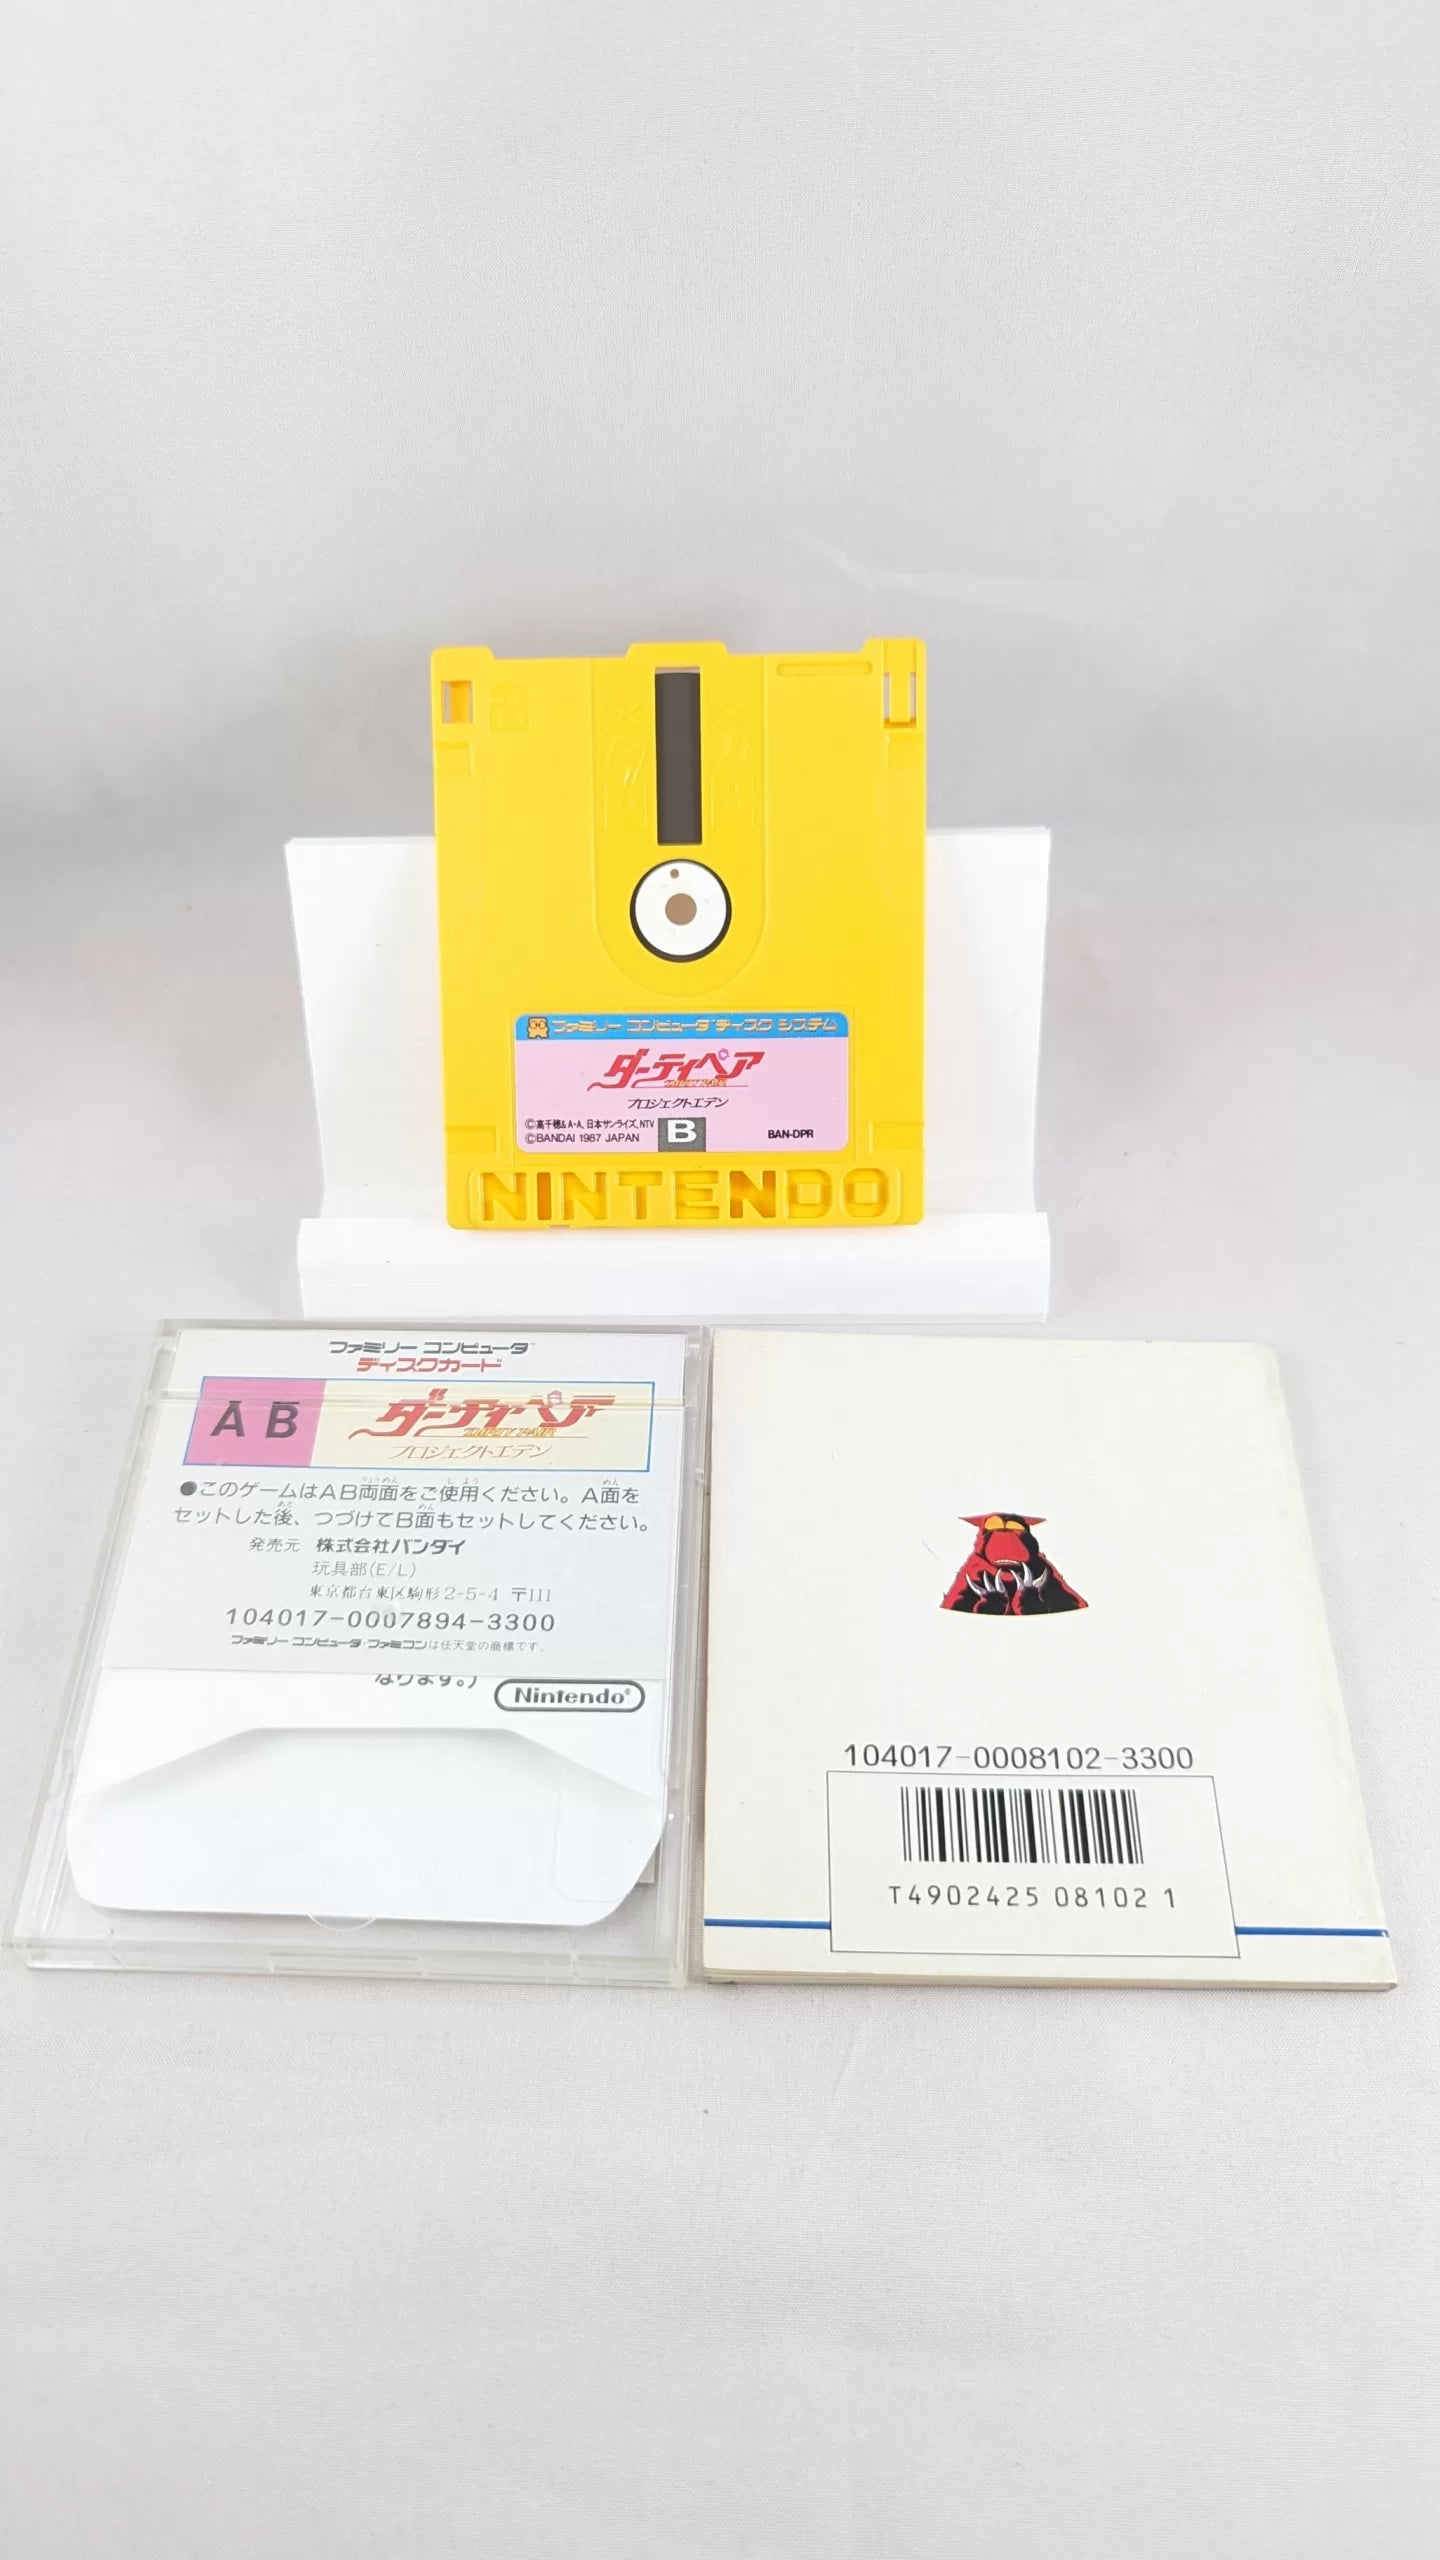 ファミリー コンピュータ ディスク システム
ダーティペア
プロジェクトエデン
©高千穂&A・A、日本サンライズ、NTV
©BANDAI 1987 JAPAN
B
BAN-DPR
NINTENDO
ファミリー コンピュータ™
ディスクカード
A B
ダーティペア
DIRTY PAIR
プロジェクトエデン
●このゲームはAB両面をご使用ください。A面を
セットした後、つづけてB面もセットしてください。
発売元 株式会社バンダイ
玩具部(E/L)
東京都台東区駒形2-5-4 〒111
104017-0007894-3300
ファミリー コンピュータ・ファミコンは任天堂の商標です。
なります。)
Nintendo®
104017-0008102-3300
T4902425 08102 1